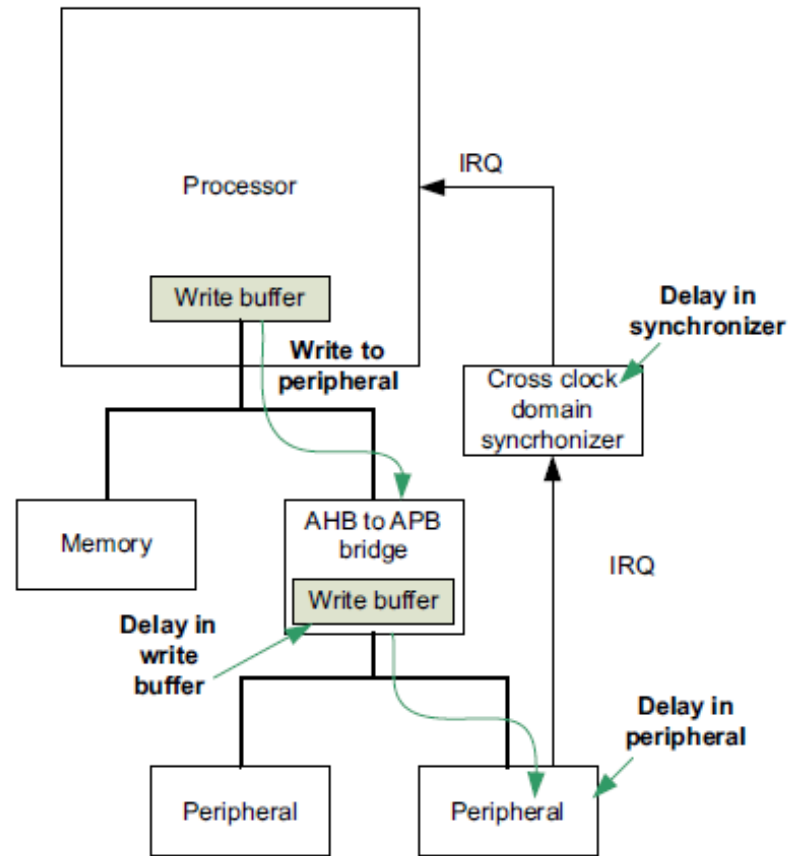 IRQ
Processor
Write buffer
Delay in
synchronizer
Write to
peripheral
Cross clock
domain
syncrhonizer
Memory
AHB to APB
bridge
IRQ
Write buffer
Delay in
write
buffer
Delay in
peripheral
Peripheral
Peripheral